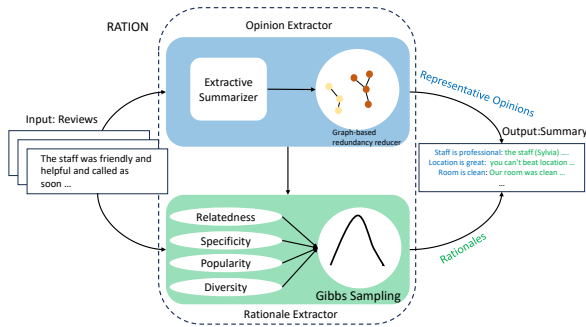 RATION
Opinion Extractor
Extractive
Summarizer
Graph-based
redundancy reducer
Representative Opinions
Input: Reviews
The staff was friendly and
helpful and called as
soon ...
Output:Summary
Staff is professional: the staff (Sylvia) ....
Location is great: you can't beat location ...
Room is clean: Our room was clean ...
...
Relatedness
Specificity
Popularity
Diversity
Gibbs Sampling
Rationales
Rationale Extractor